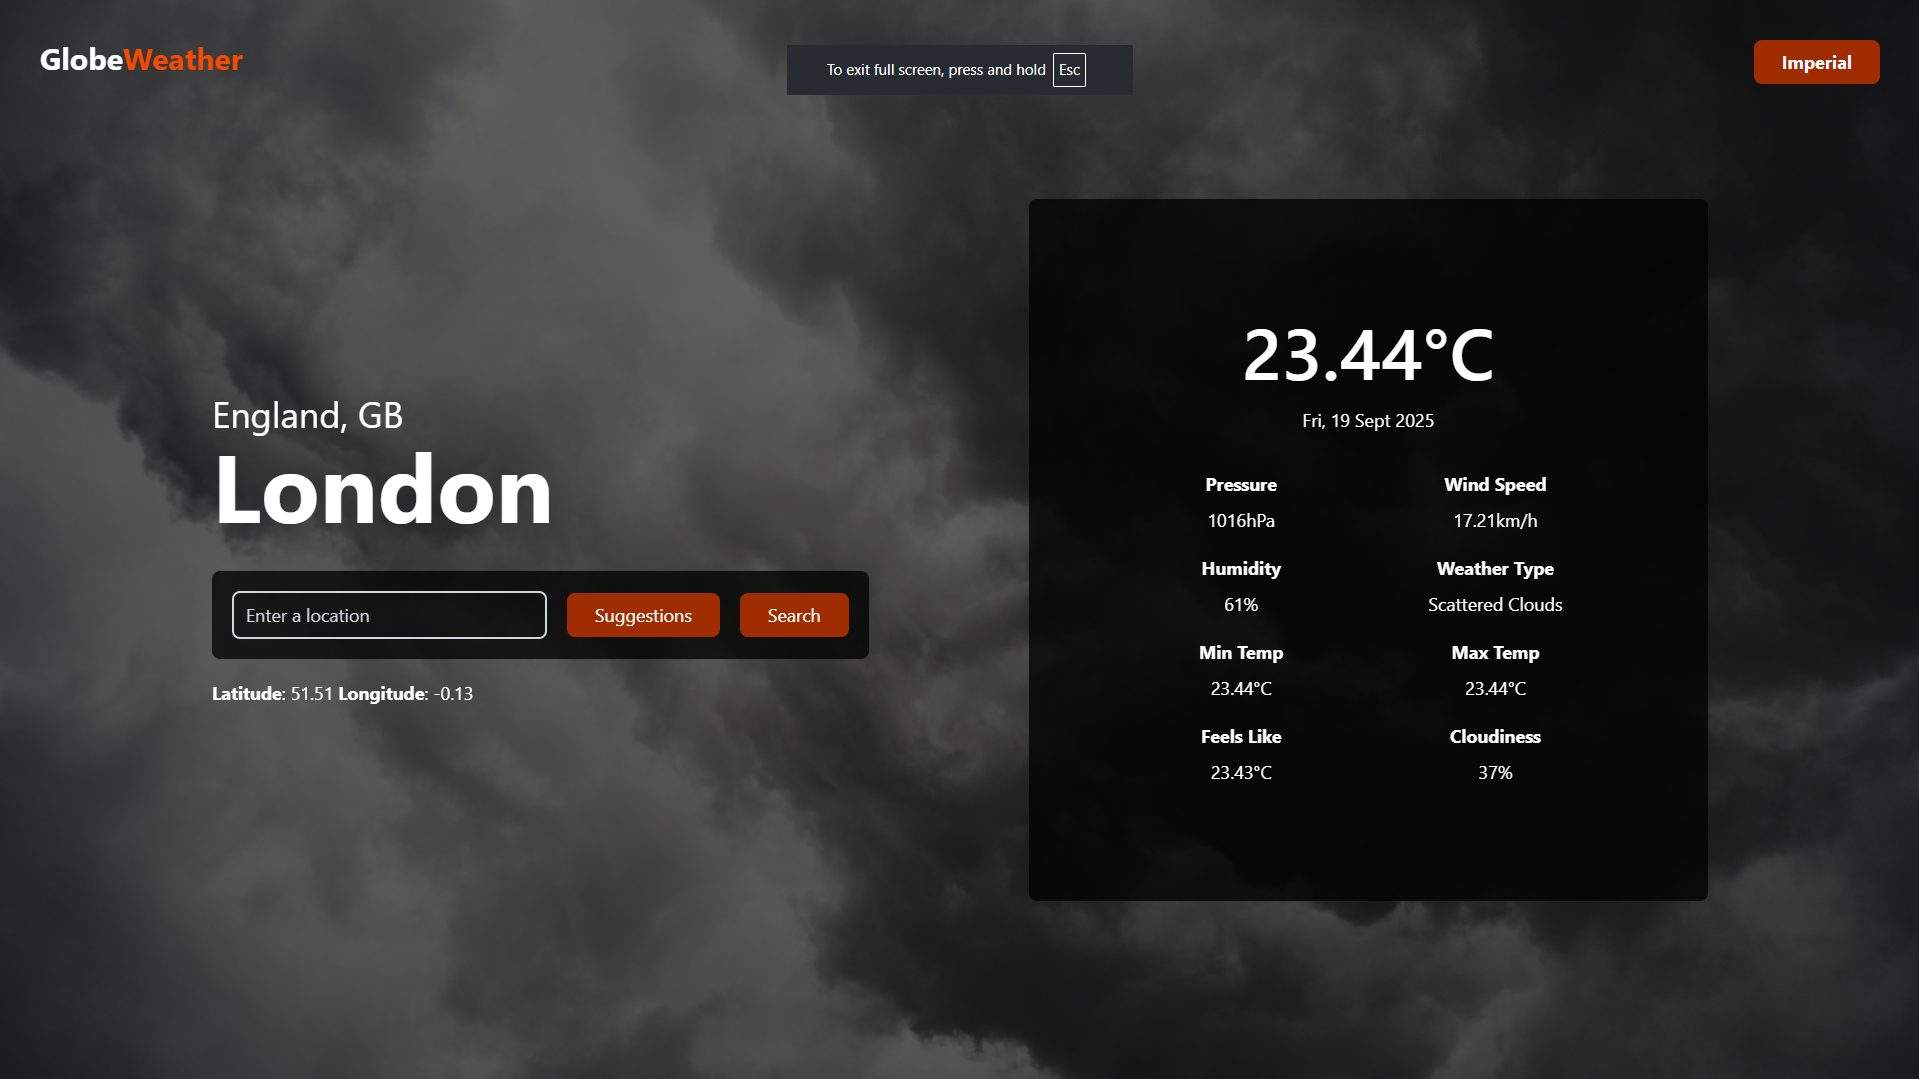 GlobeWeather
To exit full screen, press and hold Esc
Imperial
England, GB
London
Enter a location
Suggestions
Search
Latitude: 51.51 Longitude: -0.13
23.44°C
Fri, 19 Sept 2025
Pressure
1016hPa
Wind Speed
17.21km/h
Humidity
61%
Weather Type
Scattered Clouds
Min Temp
23.44°C
Max Temp
23.44°C
Feels Like
23.43°C
Cloudiness
37%